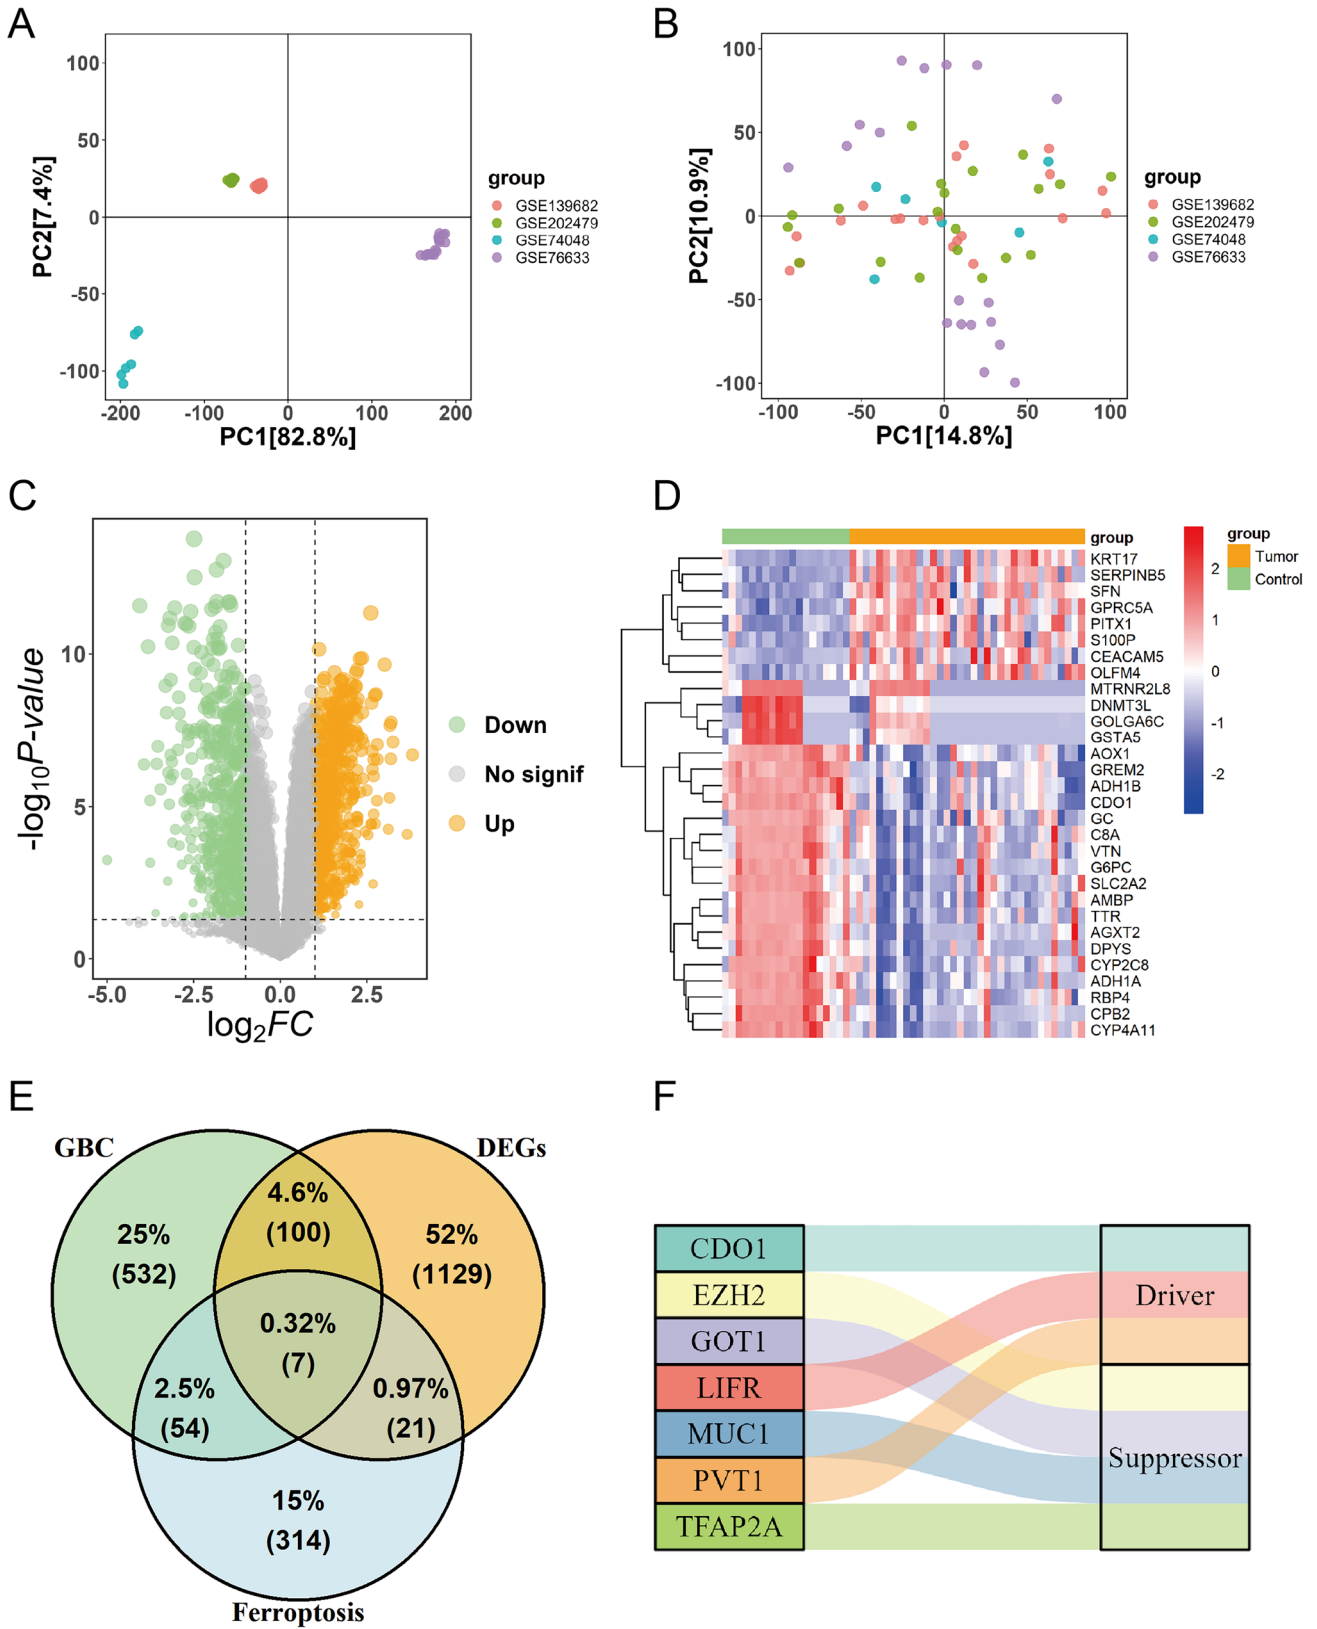 A
100
50
0
-50
-100
-200
-100
0
100
200
PC1[82.8%]
PC2[7.4%]
group
GSE139682
GSE202479
GSE74048
GSE76633
B
100
50
0
-50
-100
-100
-50
0
50
100
PC1[14.8%]
PC2[10.9%]
group
GSE139682
GSE202479
GSE74048
GSE76633
C
10
5
0
-5.0
-2.5
0.0
2.5
log2FC
-log10P-value
Down
No signif
Up
D
group
KRT17
SERPINB5
SFN
GPRC5A
PITX1
S100P
CEACAM5
OLFM4
MTRNR2L8
DNMT3L
GOLGA6C
GSTA5
AOX1
GREM2
ADH1B
CDO1
GC
C8A
VTN
G6PC
SLC2A2
AMBP
TTR
AGXT2
DPYS
CYP2C8
ADH1A
RBP4
CPB2
CYP4A11
2
1
0
-1
-2
group
Tumor
Control
E
GBC
DEGs
4.6%
(100)
25%
(532)
52%
(1129)
0.32%
(7)
2.5%
(54)
0.97%
(21)
15%
(314)
Ferroptosis
F
CDO1
EZH2
GOT1
LIFR
MUC1
PVT1
TFAP2A
Driver
Suppressor